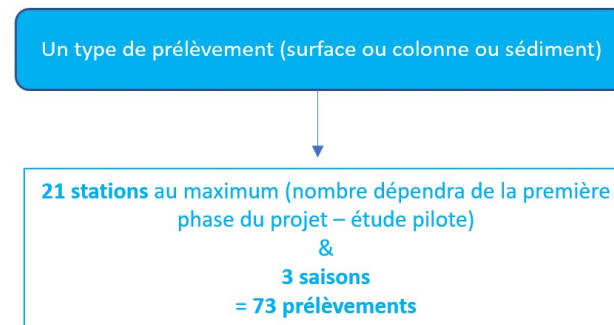 Un type de prélèvement (surface ou colonne ou sédiment)
21 stations au maximum (nombre dépendra de la première
phase du projet – étude pilote)
&
3 saisons
= 73 prélèvements